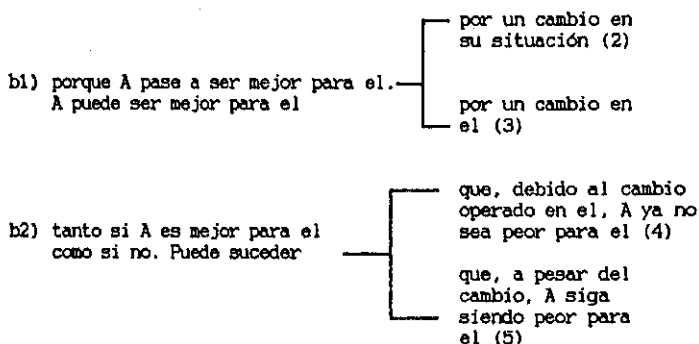 b1) porque A pase a ser mejor para el.
A puede ser mejor para el
por un cambio en
su situación (2)
por un cambio en
el (3)
b2) tanto si A es mejor para el
como si no. Puede suceder
que, debido al cambio
operado en el, A ya no
sea peor para el (4)
que, a pesar del
cambio, A siga
siendo peor para
el (5)